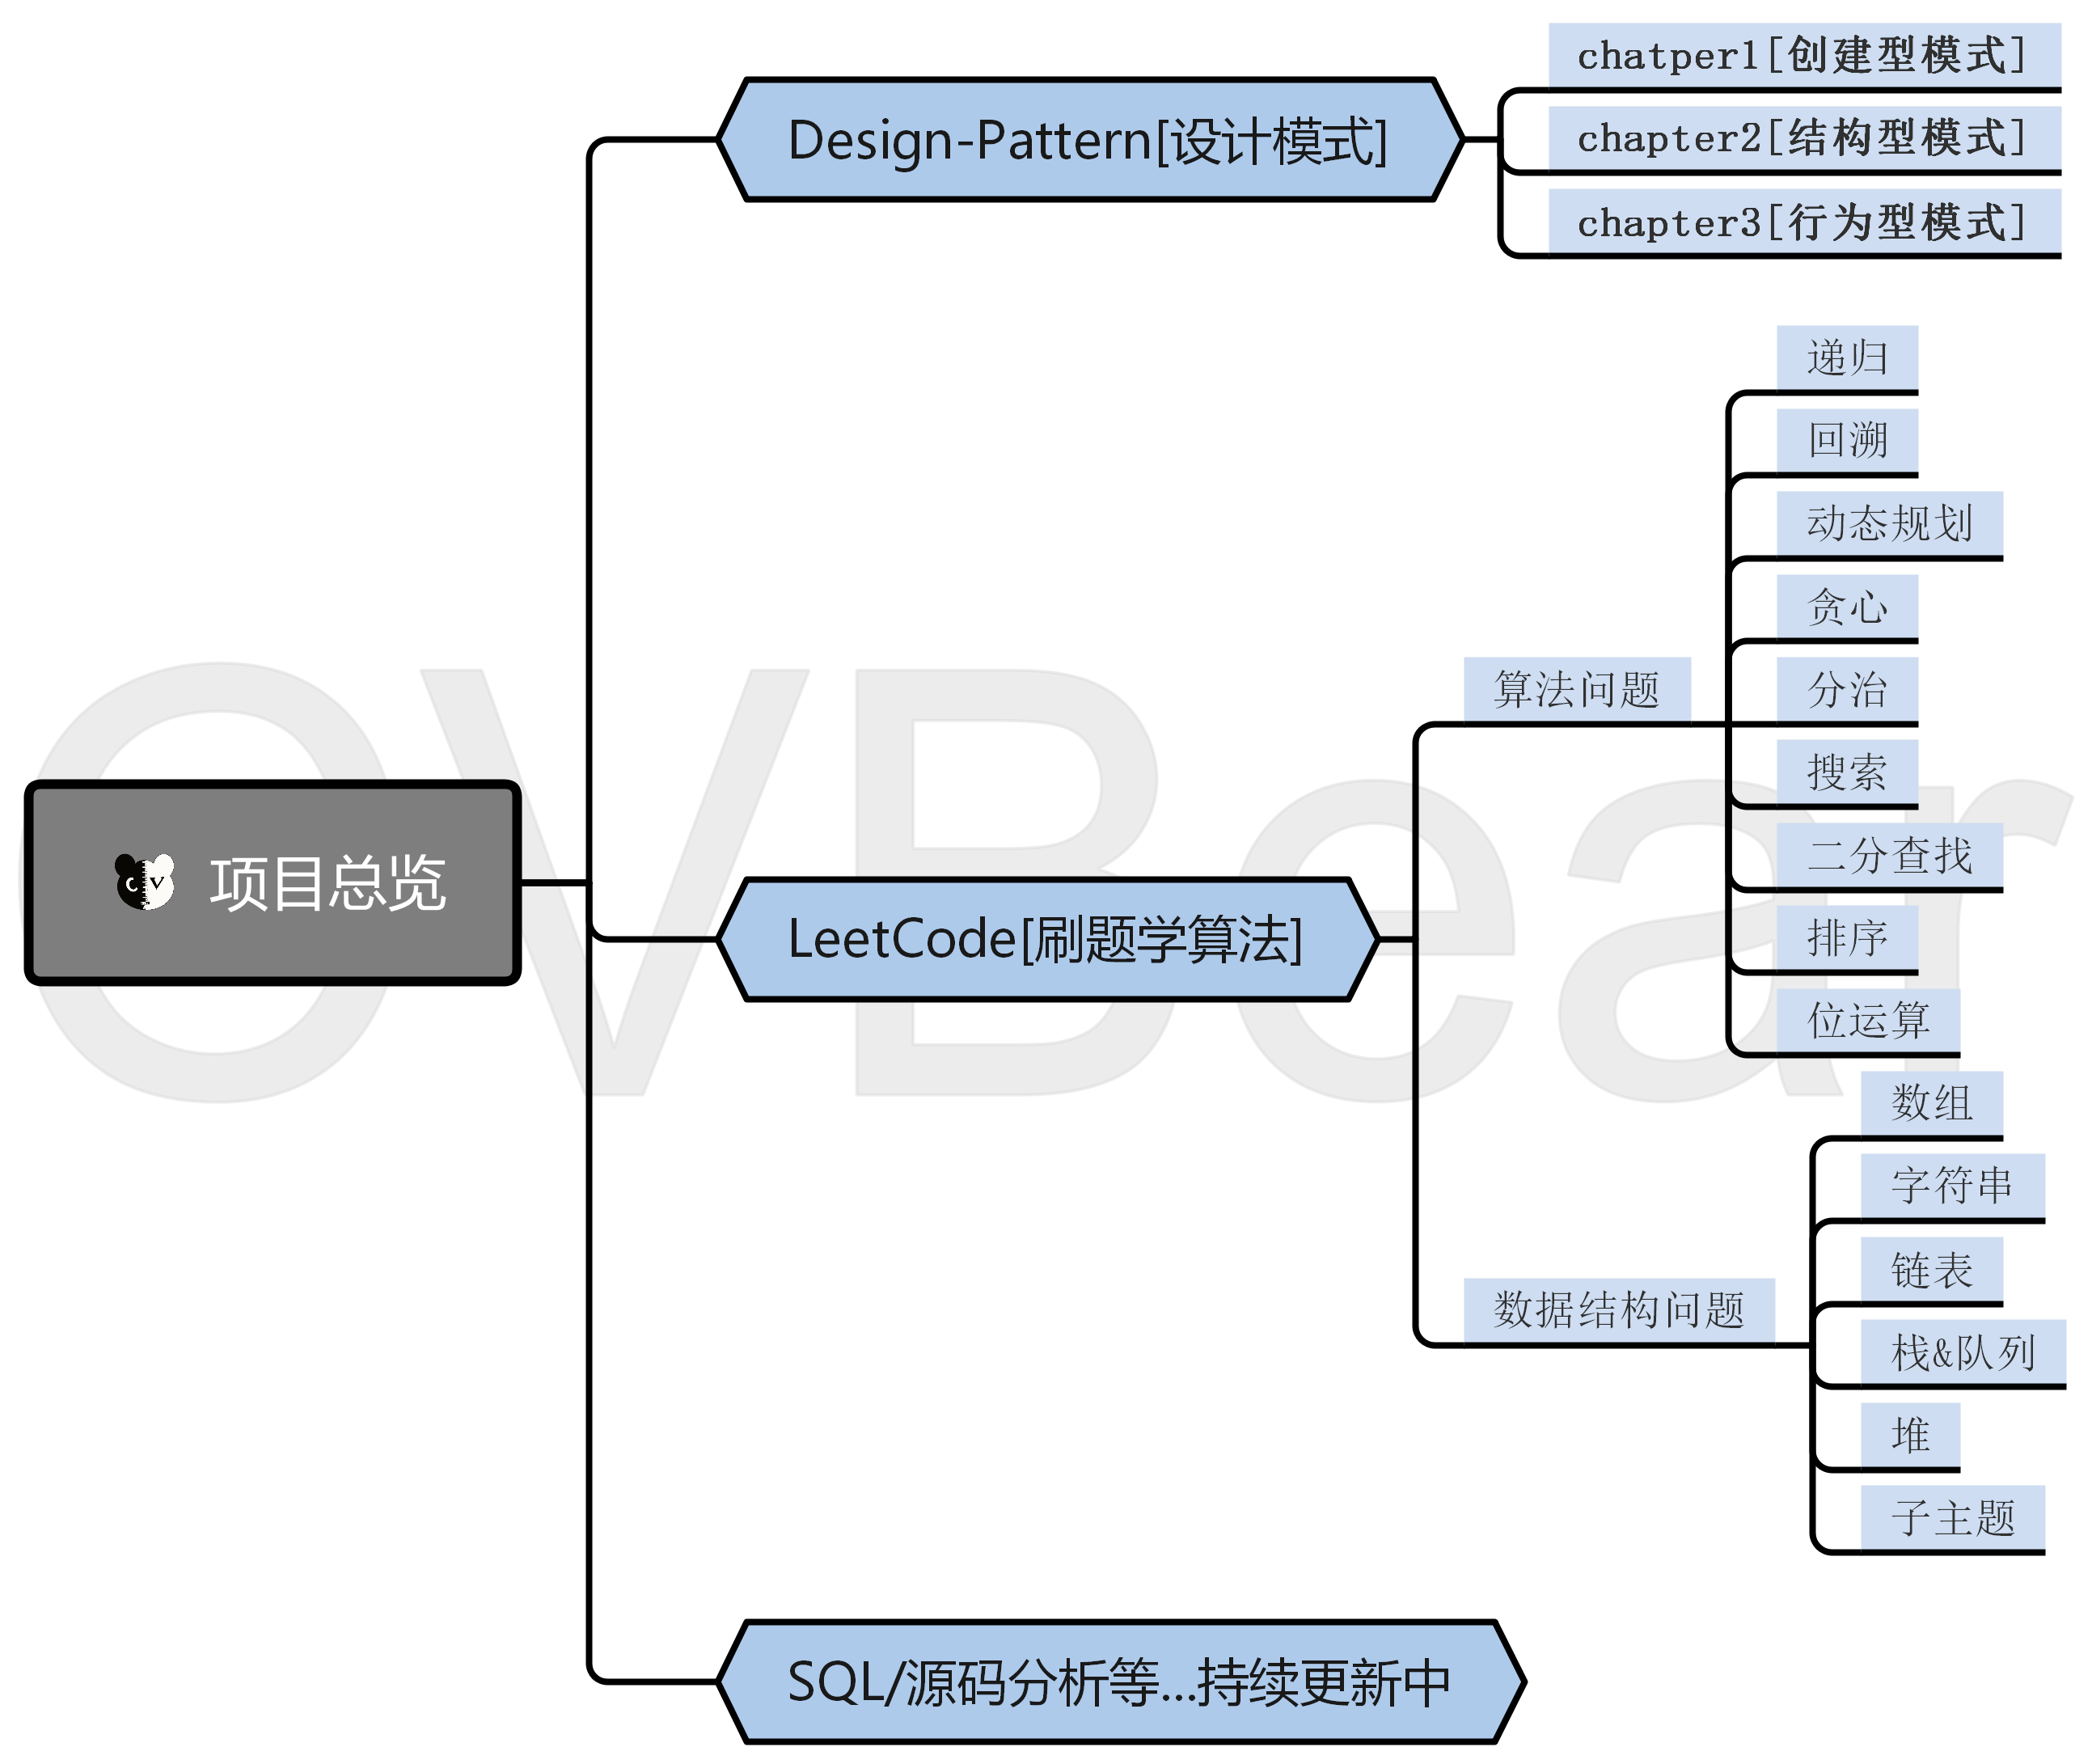 项目总览
Design-Pattern[设计模式]
chatper1[创建型模式]
chapter2[结构型模式]
chapter3[行为型模式]
LeetCode[刷题学算法]
算法问题
递归
回溯
动态规划
贪心
分治
搜索
二分查找
排序
位运算
数据结构问题
数组
字符串
链表
栈&队列
堆
子主题
SQL/源码分析等...持续更新中
CVBear
CV